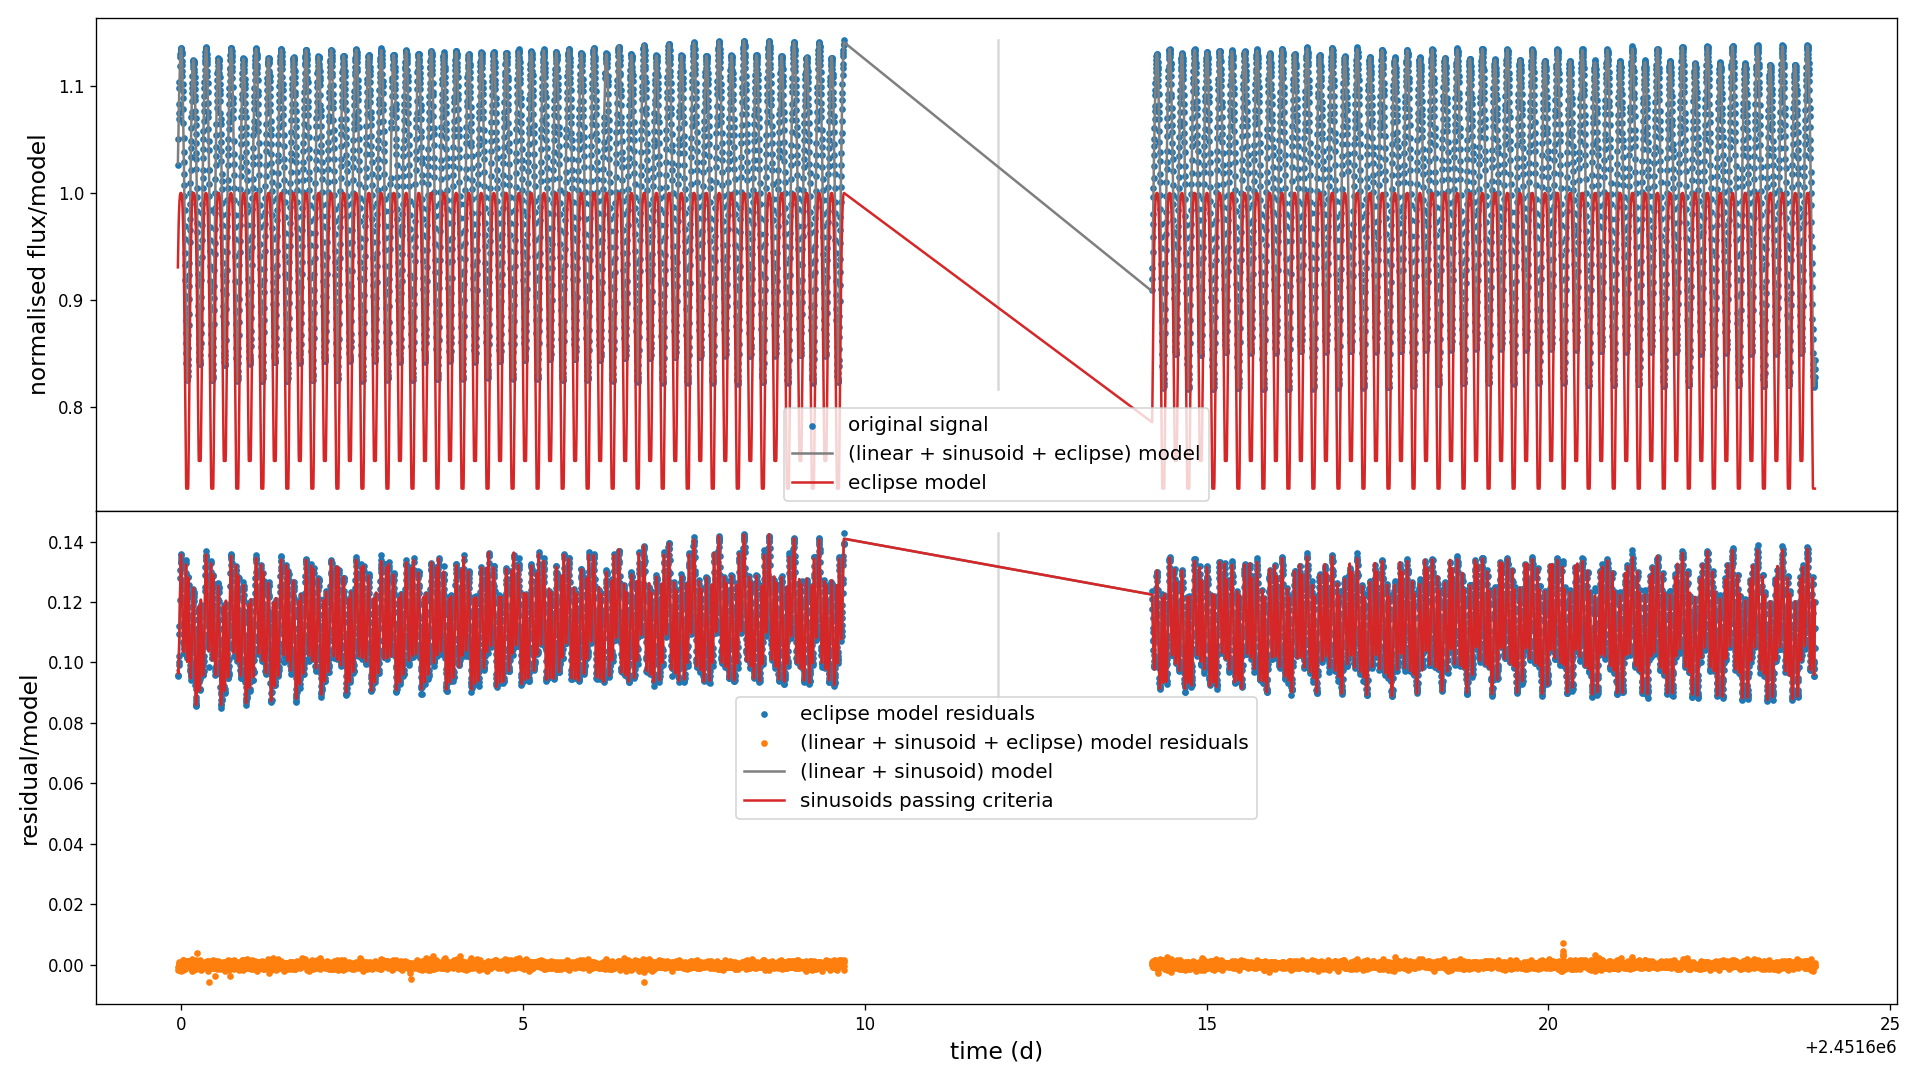 normalised flux/model
1.1
1.0
0.9
0.8
original signal
(linear + sinusoid + eclipse) model
eclipse model
residual/model
0.14
0.12
0.10
0.08
0.06
0.04
0.02
0.00
eclipse model residuals
(linear + sinusoid + eclipse) model residuals
(linear + sinusoid) model
sinusoids passing criteria
0 5 10 15 20 25
time (d)
+2.4516e6